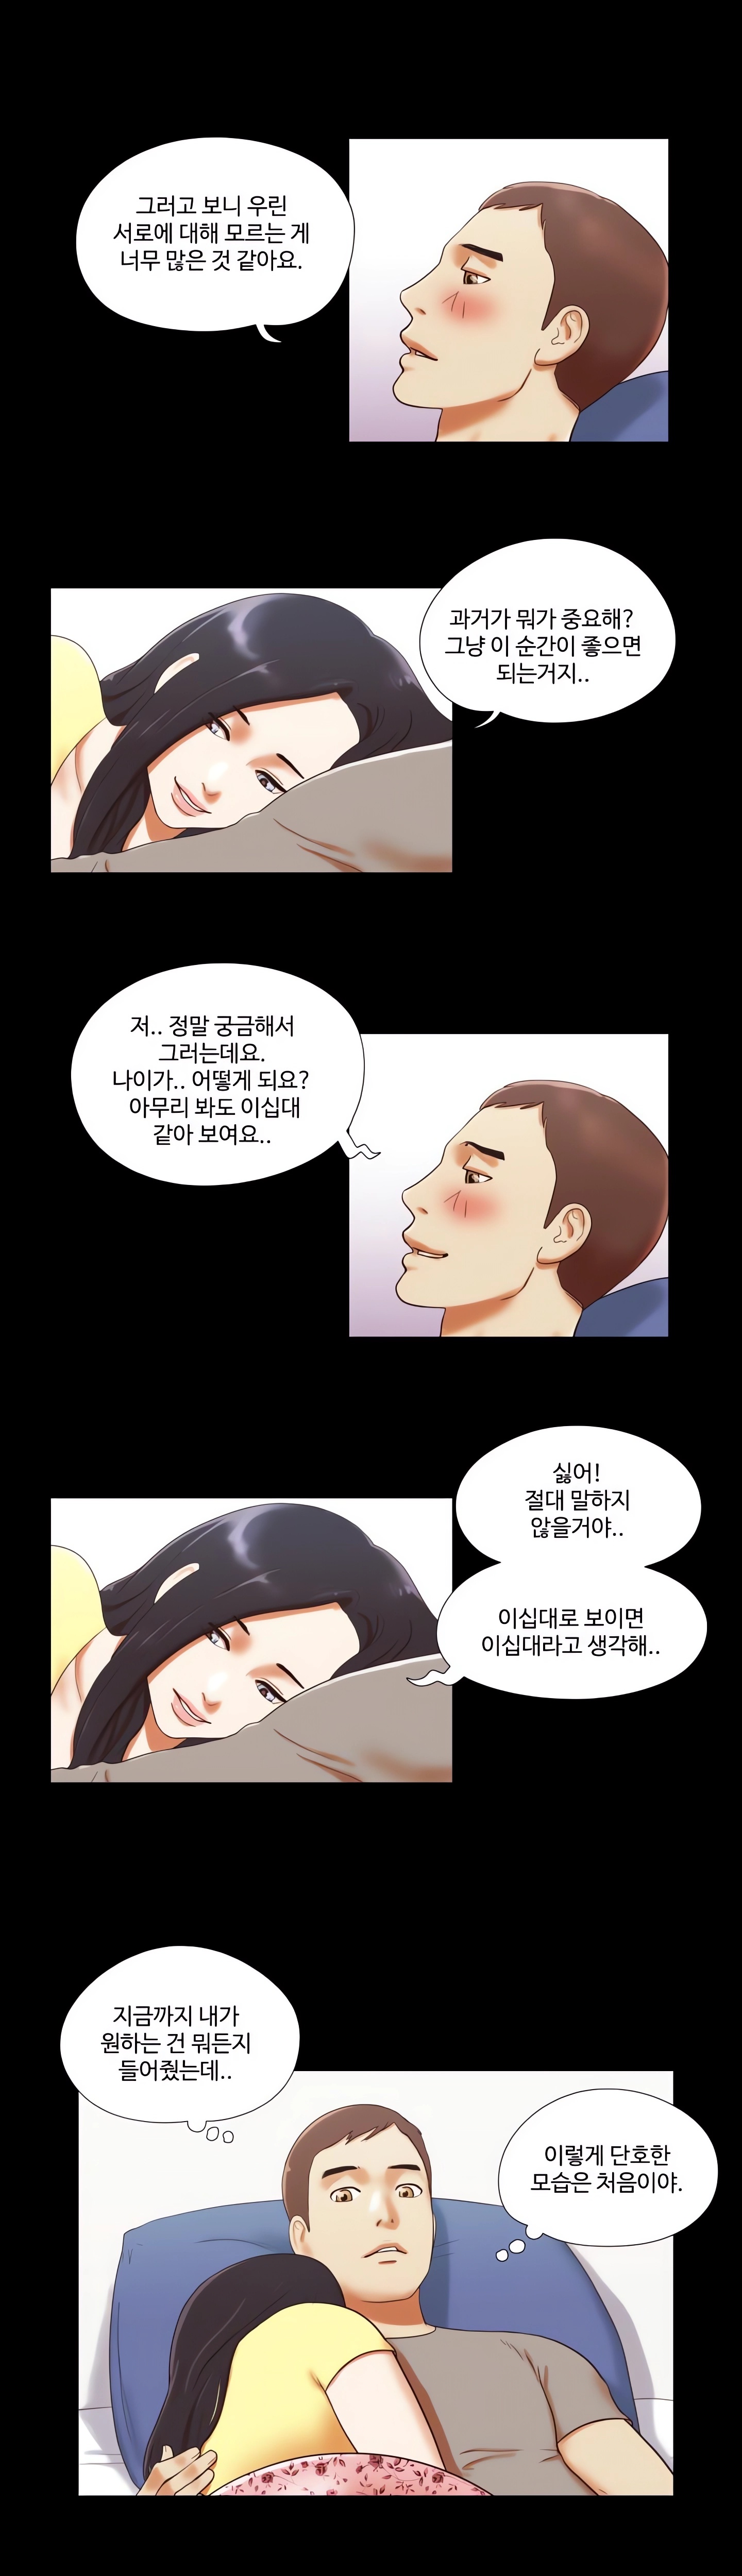 그러고 보니 우린
서로에 대해 모르는 게
너무 많은 것 같아요.
과거가 뭐가 중요해?
그냥 이 순간이 좋으면
되는거지..
저.. 정말 궁금해서
그러는데요.
나이가.. 어떻게 되요?
아무리 봐도 이십대
같아 보여요..
싫어!
절대 말하지
않을거야..
이십대로 보이면
이십대라고 생각해..
지금까지 내가
원하는 건 뭐든지
들어줬는데..
이렇게 단호한
모습은 처음이야.